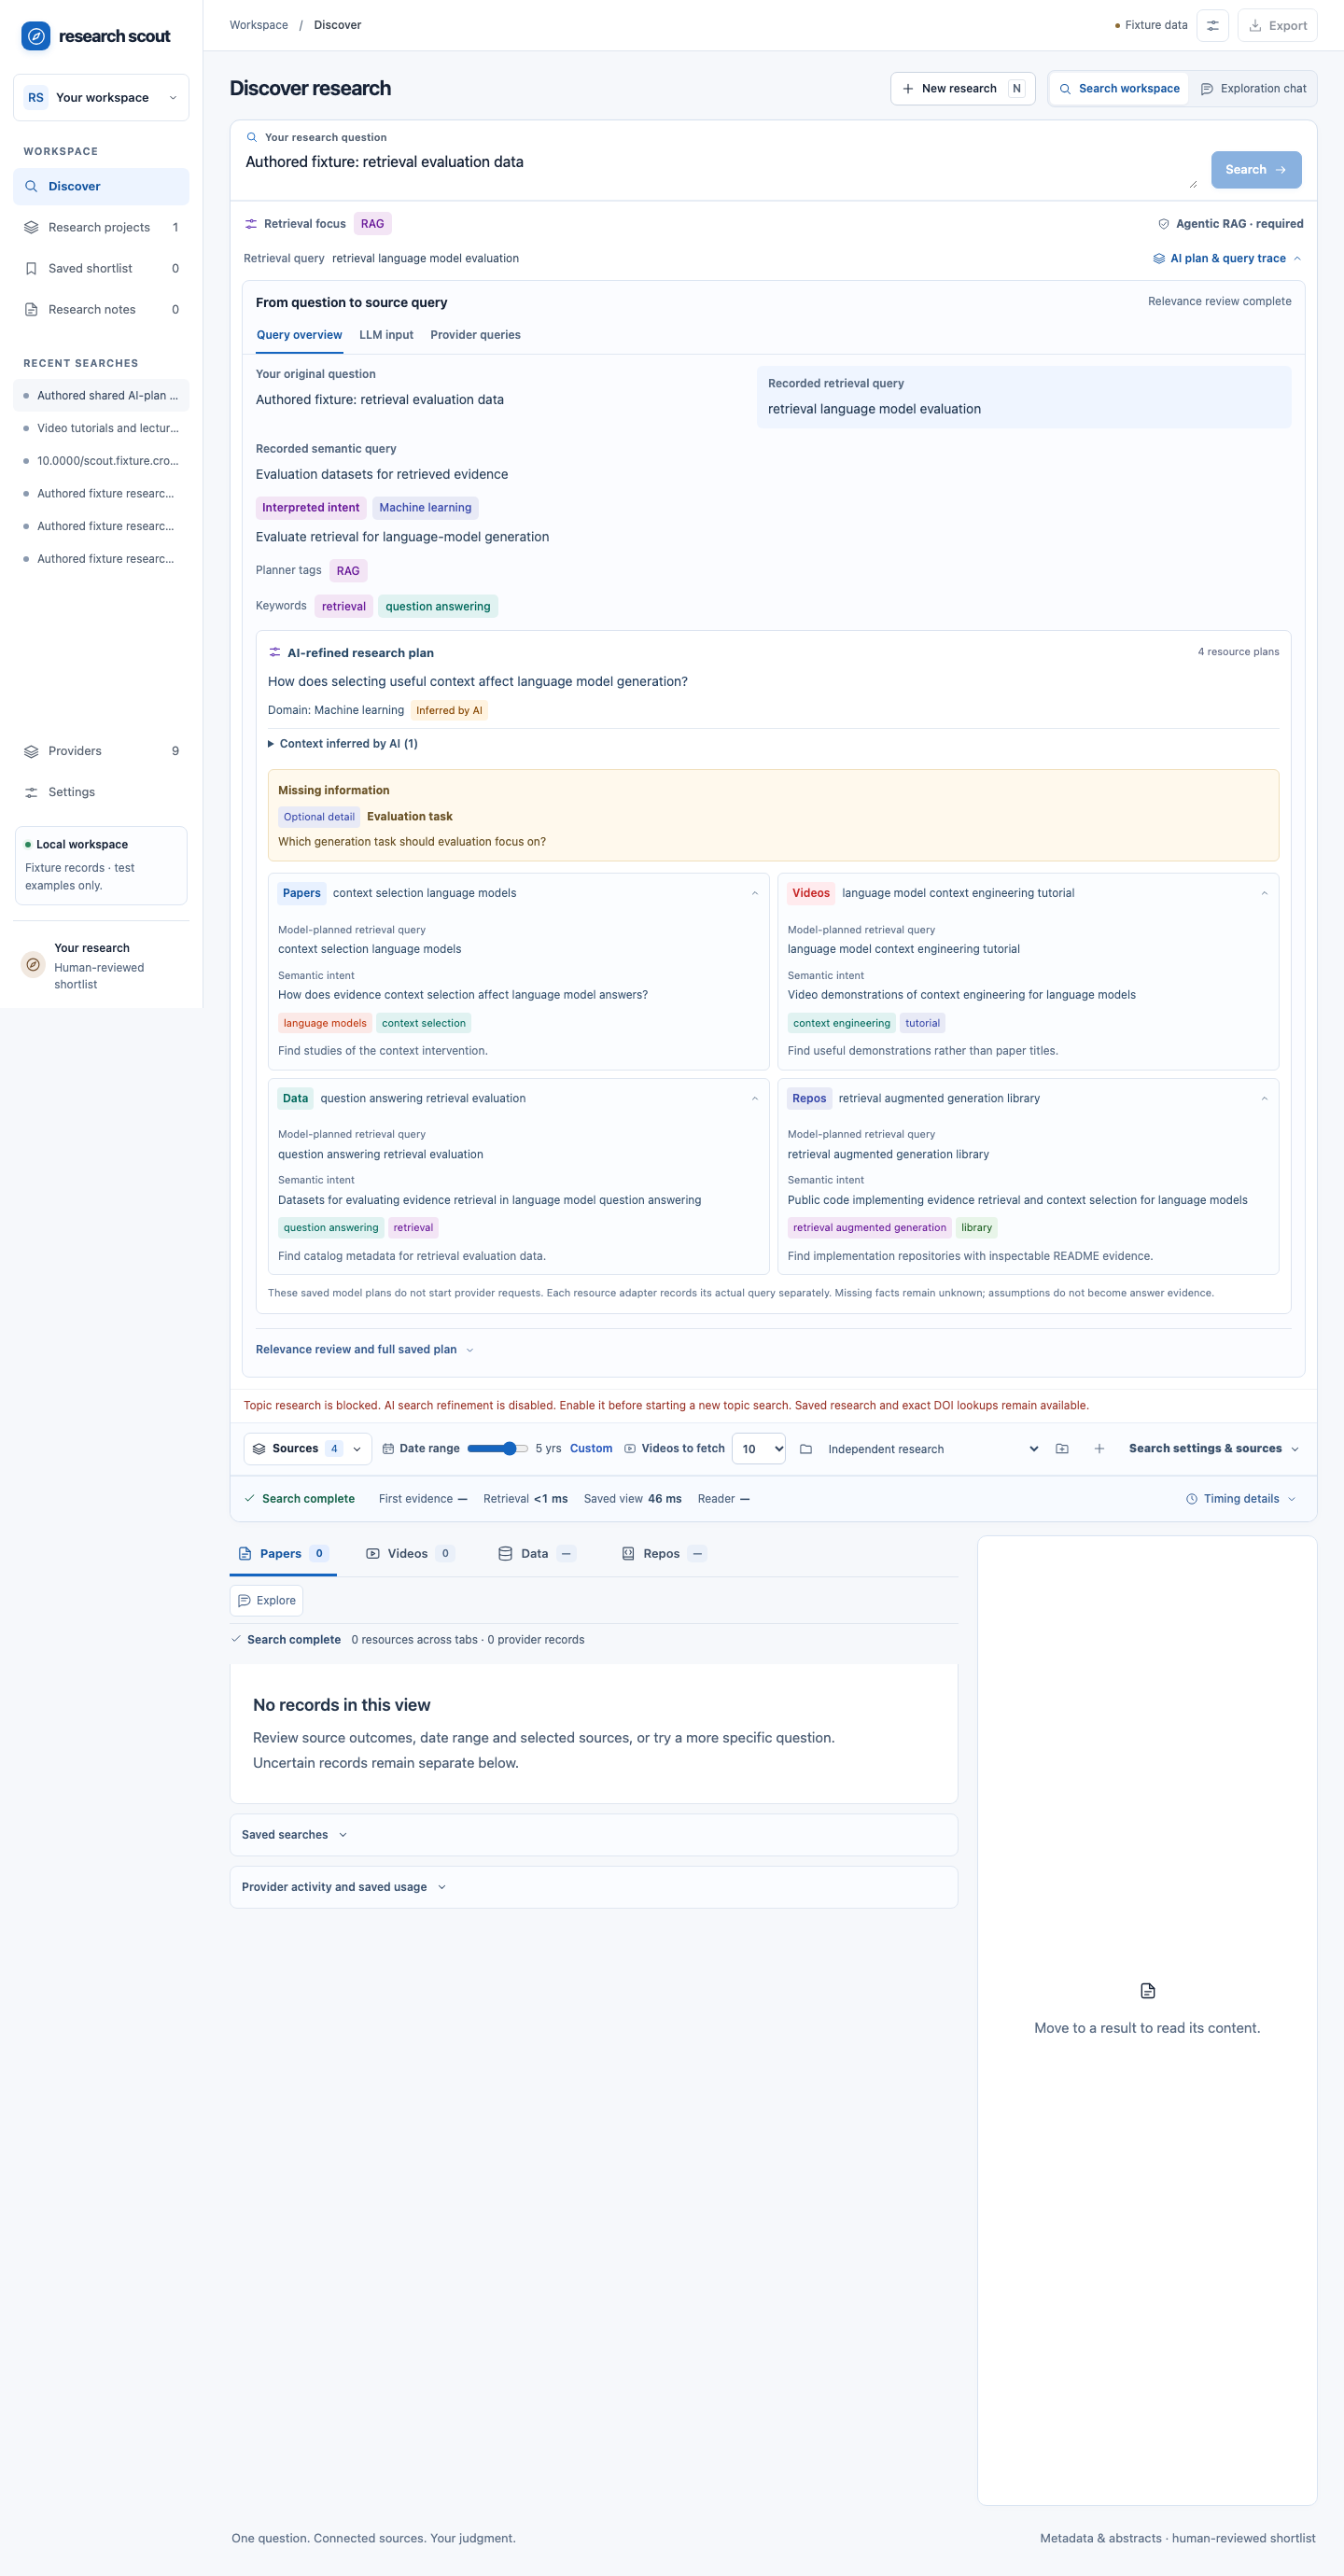 research scout
RS Your workspace
WORKSPACE
Discover
Research projects 1
Saved shortlist 0
Research notes 0
RECENT SEARCHES
Authored shared AI-plan ...
Video tutorials and lectur...
10.0000/scout.fixture.cro...
Authored fixture researc...
Authored fixture researc...
Authored fixture researc...
Providers 9
Settings
Local workspace
Fixture records · test
examples only.
Your research
Human-reviewed
shortlist
Workspace / Discover
Fixture data
Export
Discover research
New research N
Search workspace
Exploration chat
Your research question
Authored fixture: retrieval evaluation data
Search
Retrieval focus RAG
Agentic RAG · required
Retrieval query retrieval language model evaluation
AI plan & query trace
From question to source query
Relevance review complete
Query overview LLM input Provider queries
Your original question
Authored fixture: retrieval evaluation data
Recorded retrieval query
retrieval language model evaluation
Recorded semantic query
Evaluation datasets for retrieved evidence
Interpreted intent Machine learning
Evaluate retrieval for language-model generation
Planner tags RAG
Keywords retrieval question answering
AI-refined research plan
4 resource plans
How does selecting useful context affect language model generation?
Domain: Machine learning Inferred by AI
Context inferred by AI (1)
Missing information
Optional detail Evaluation task
Which generation task should evaluation focus on?
Papers context selection language models
Model-planned retrieval query
context selection language models
Semantic intent
How does evidence context selection affect language model answers?
language models context selection
Find studies of the context intervention.
Videos language model context engineering tutorial
Model-planned retrieval query
language model context engineering tutorial
Semantic intent
Video demonstrations of context engineering for language models
context engineering tutorial
Find useful demonstrations rather than paper titles.
Data question answering retrieval evaluation
Model-planned retrieval query
question answering retrieval evaluation
Semantic intent
Datasets for evaluating evidence retrieval in language model question answering
question answering retrieval
Find catalog metadata for retrieval evaluation data.
Repos retrieval augmented generation library
Model-planned retrieval query
retrieval augmented generation library
Semantic intent
Public code implementing evidence retrieval and context selection for language models
retrieval augmented generation library
Find implementation repositories with inspectable README evidence.
These saved model plans do not start provider requests. Each resource adapter records its actual query separately. Missing facts remain unknown; assumptions do not become answer evidence.
Relevance review and full saved plan
Topic research is blocked. AI search refinement is disabled. Enable it before starting a new topic search. Saved research and exact DOI lookups remain available.
Sources 4 Date range 5 yrs Custom Videos to fetch 10 Independent research Search settings & sources
Search complete First evidence — Retrieval <1 ms Saved view 46 ms Reader —
Timing details
Papers 0 Videos 0 Data — Repos —
Explore
Search complete 0 resources across tabs · 0 provider records
No records in this view
Review source outcomes, date range and selected sources, or try a more specific question.
Uncertain records remain separate below.
Saved searches
Provider activity and saved usage
Move to a result to read its content.
One question. Connected sources. Your judgment.
Metadata & abstracts · human-reviewed shortlist